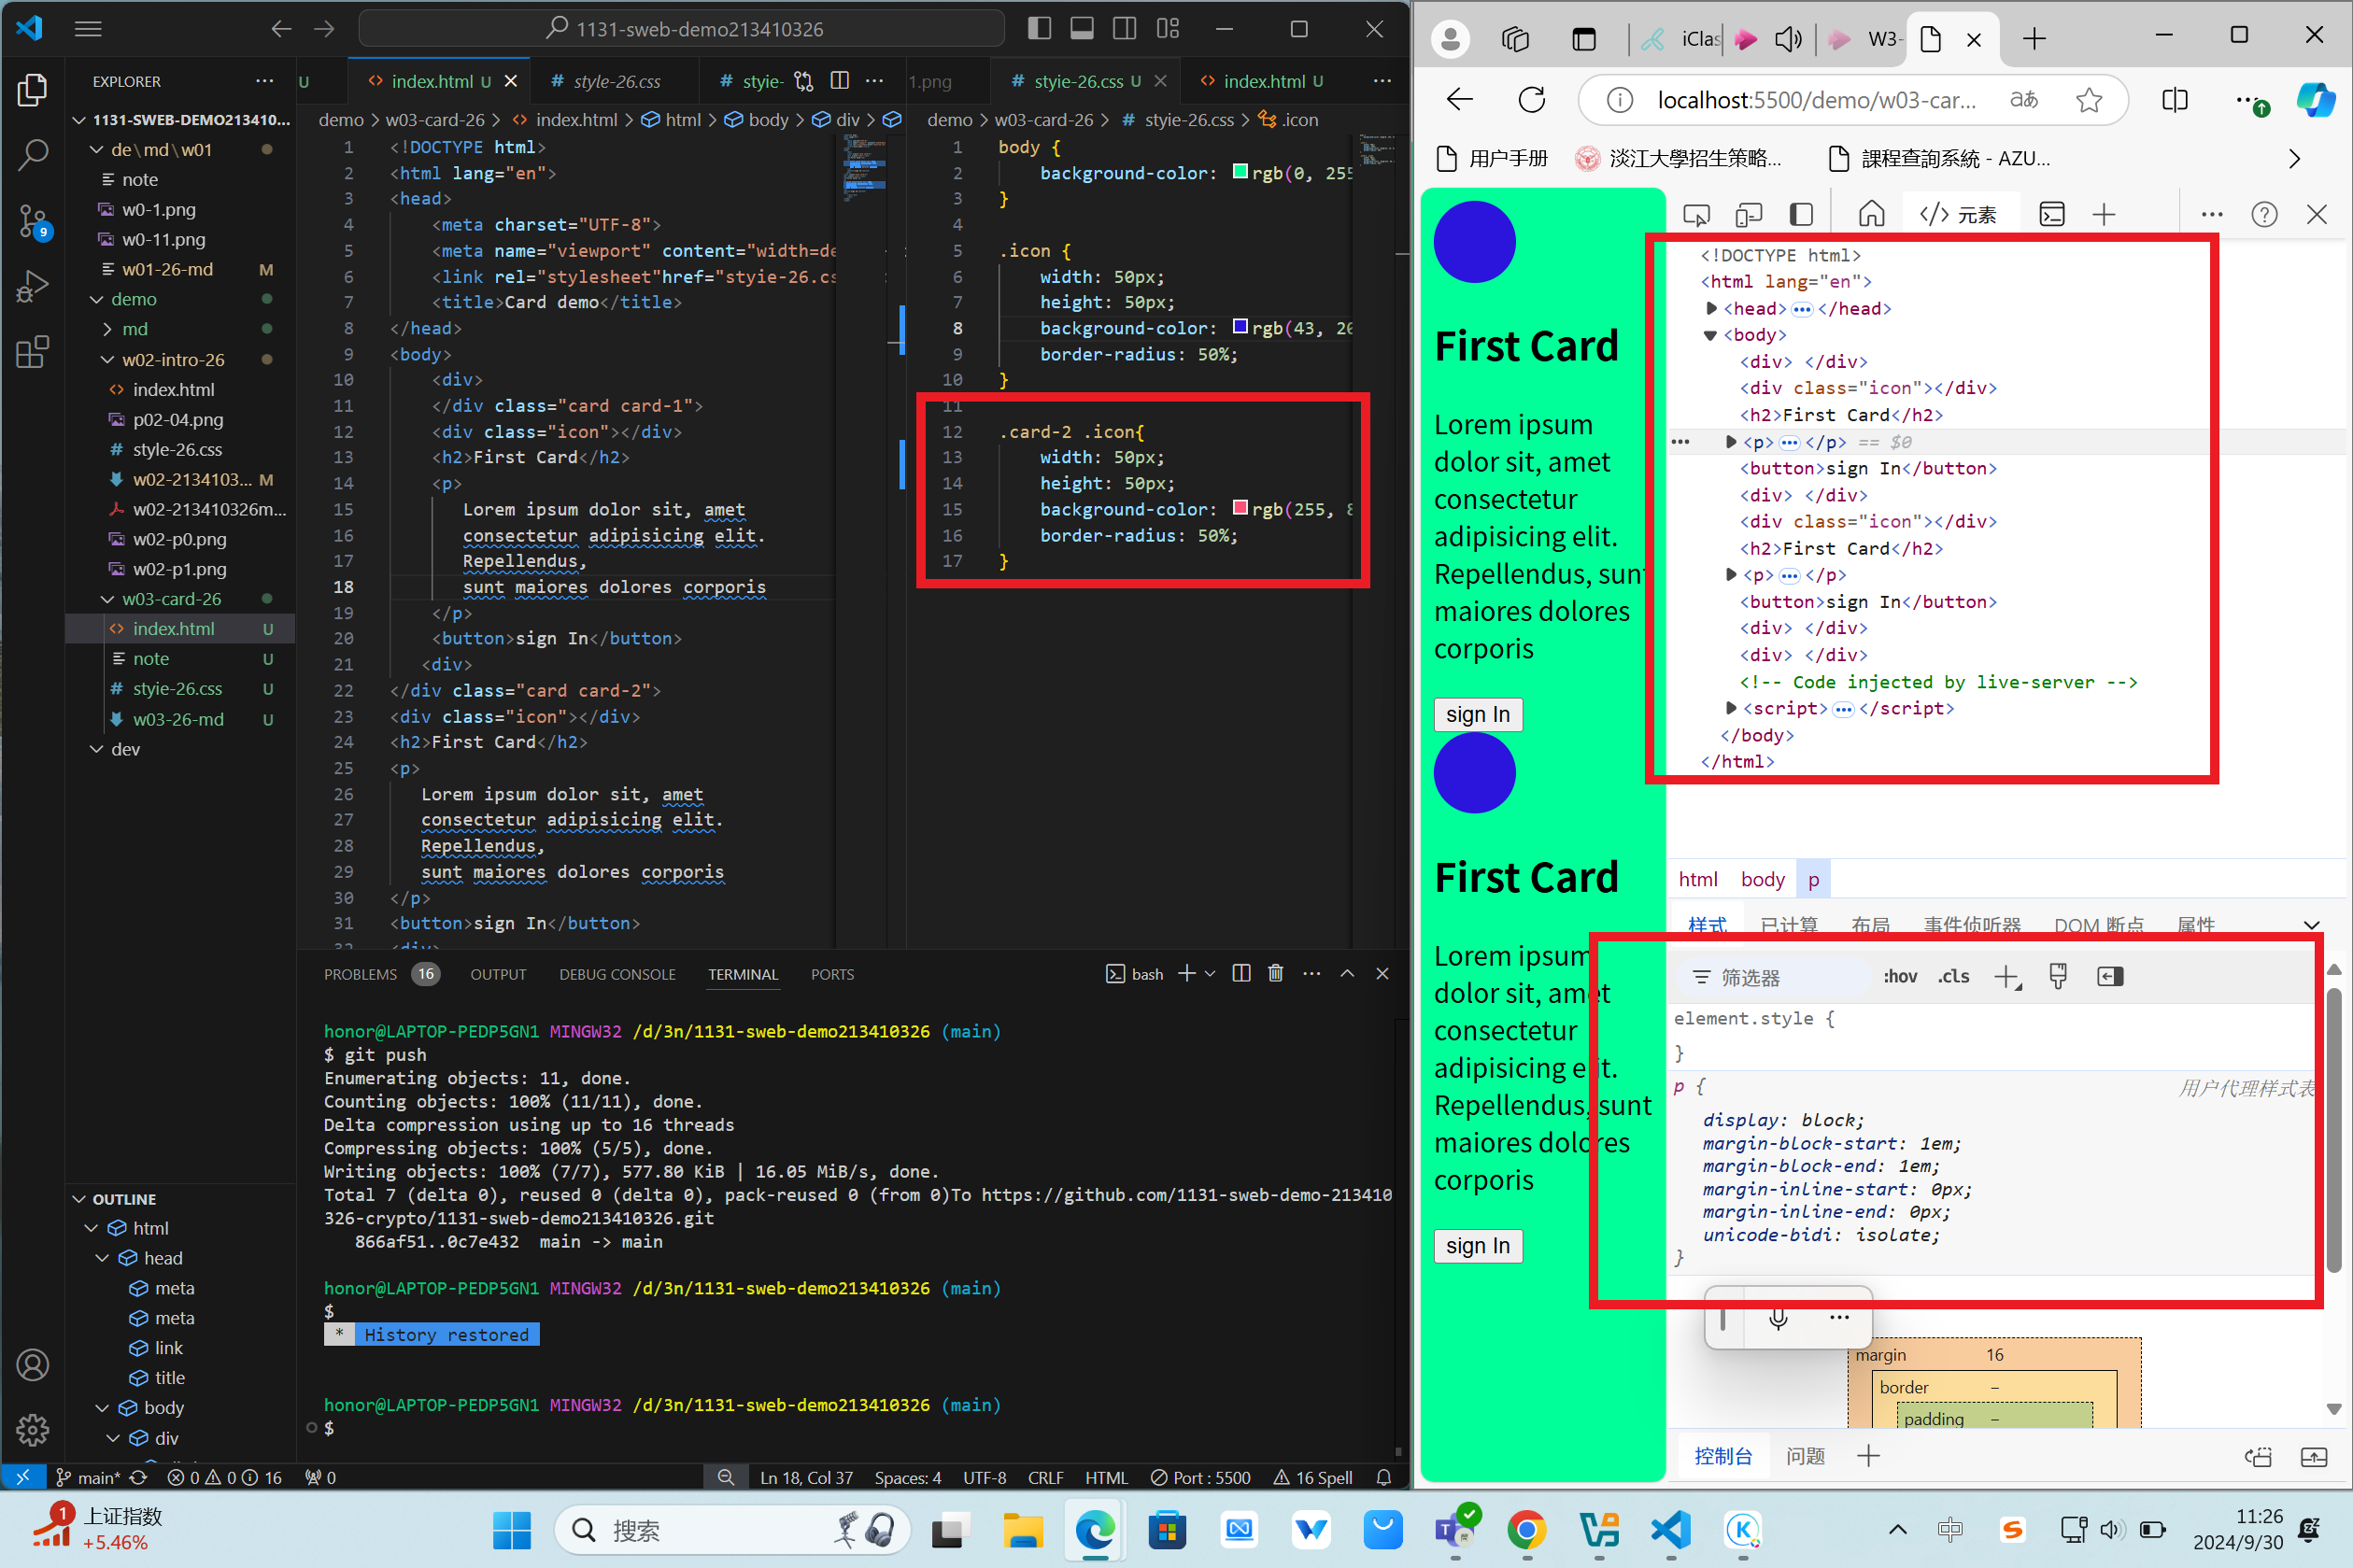 1131-sweb-demo213410326
EXPLORER
1131-SWEB-DEMO213410...
de\md\w01
note
w0-1.png
w0-11.png
w01-26-md M
demo
md
w02-intro-26
index.html
p02-04.png
style-26.css
w02-2134103... M
w02-213410326m...
w02-p0.png
w02-p1.png
w03-card-26
index.html U
note U
styie-26.css U
w03-26-md U
dev
OUTLINE
html
head
meta
meta
link
title
body
div
U index.html U style-26.css styie-
demo > w03-card-26 > index.html > html > body > div >
1 <!DOCTYPE html>
2 <html lang="en">
3 <head>
4 <meta charset="UTF-8">
5 <meta name="viewport" content="width=de
6 <link rel="stylesheet"href="styie-26.cs
7 <title>Card demo</title>
8 </head>
9 <body>
10 <div>
11 </div class="card card-1">
12 <div class="icon"></div>
13 <h2>First Card</h2>
14 <p>
15 Lorem ipsum dolor sit, amet
16 consectetur adipisicing elit.
17 Repellendus,
18 sunt maiores dolores corporis
19 </p>
20 <button>sign In</button>
21 <div>
22 </div class="card card-2">
23 <div class="icon"></div>
24 <h2>First Card</h2>
25 <p>
26 Lorem ipsum dolor sit, amet
27 consectetur adipisicing elit.
28 Repellendus,
29 sunt maiores dolores corporis
30 </p>
31 <button>sign In</button>
32 <div>
1.png styie-26.css U index.html U
demo > w03-card-26 > styie-26.css > .icon
1 body {
2 background-color: rgb(0, 255
3 }
4
5 .icon {
6 width: 50px;
7 height: 50px;
8 background-color: rgb(43, 20
9 border-radius: 50%;
10 }
11
12 .card-2 .icon{
13 width: 50px;
14 height: 50px;
15 background-color: rgb(255, 8
16 border-radius: 50%;
17 }
PROBLEMS 16 OUTPUT DEBUG CONSOLE TERMINAL PORTS bash
honor@LAPTOP-PEDP5GN1 MINGW32 /d/3n/1131-sweb-demo213410326 (main)
$ git push
Enumerating objects: 11, done.
Counting objects: 100% (11/11), done.
Delta compression using up to 16 threads
Compressing objects: 100% (5/5), done.
Writing objects: 100% (7/7), 577.80 KiB | 16.05 MiB/s, done.
Total 7 (delta 0), reused 0 (delta 0), pack-reused 0 (from 0)To https://github.com/1131-sweb-demo-213410
326-crypto/1131-sweb-demo213410326.git
866af51..0c7e432 main -> main
honor@LAPTOP-PEDP5GN1 MINGW32 /d/3n/1131-sweb-demo213410326 (main)
$
* History restored
honor@LAPTOP-PEDP5GN1 MINGW32 /d/3n/1131-sweb-demo213410326 (main)
$
main* 0 0 16 0 Ln 18, Col 37 Spaces: 4 UTF-8 CRLF HTML Port : 5500 16 Spell
iClas W3-
localhost:5500/demo/w03-car... aあ
用户手册 淡江大學招生策略... 課程查詢系統 - AZU...
First Card
Lorem ipsum
dolor sit, amet
consectetur
adipisicing elit.
Repellendus, sunt
maiores dolores
corporis
sign In
First Card
Lorem ipsum
dolor sit, amet
consectetur
adipisicing elit.
Repellendus, sunt
maiores dolores
corporis
sign In
</> 元素
<!DOCTYPE html>
<html lang="en">
<head>...</head>
<body>
<div> </div>
<div class="icon"></div>
<h2>First Card</h2>
... <p>...</p> == $0
<button>sign In</button>
<div> </div>
<div class="icon"></div>
<h2>First Card</h2>
<p>...</p>
<button>sign In</button>
<div> </div>
<div> </div>
<!-- Code injected by live-server -->
<script>...</script>
</body>
</html>
html body p
样式 已计算 布局 事件侦听器 DOM 断点 属性
筛选器 :hov .cls
element.style {
}
p { 用户代理样式表
display: block;
margin-block-start: 1em;
margin-block-end: 1em;
margin-inline-start: 0px;
margin-inline-end: 0px;
unicode-bidi: isolate;
}
margin 16
border –
padding –
控制台 问题
1 上证指数
+5.46%
搜索
中
11:26
2024/9/30